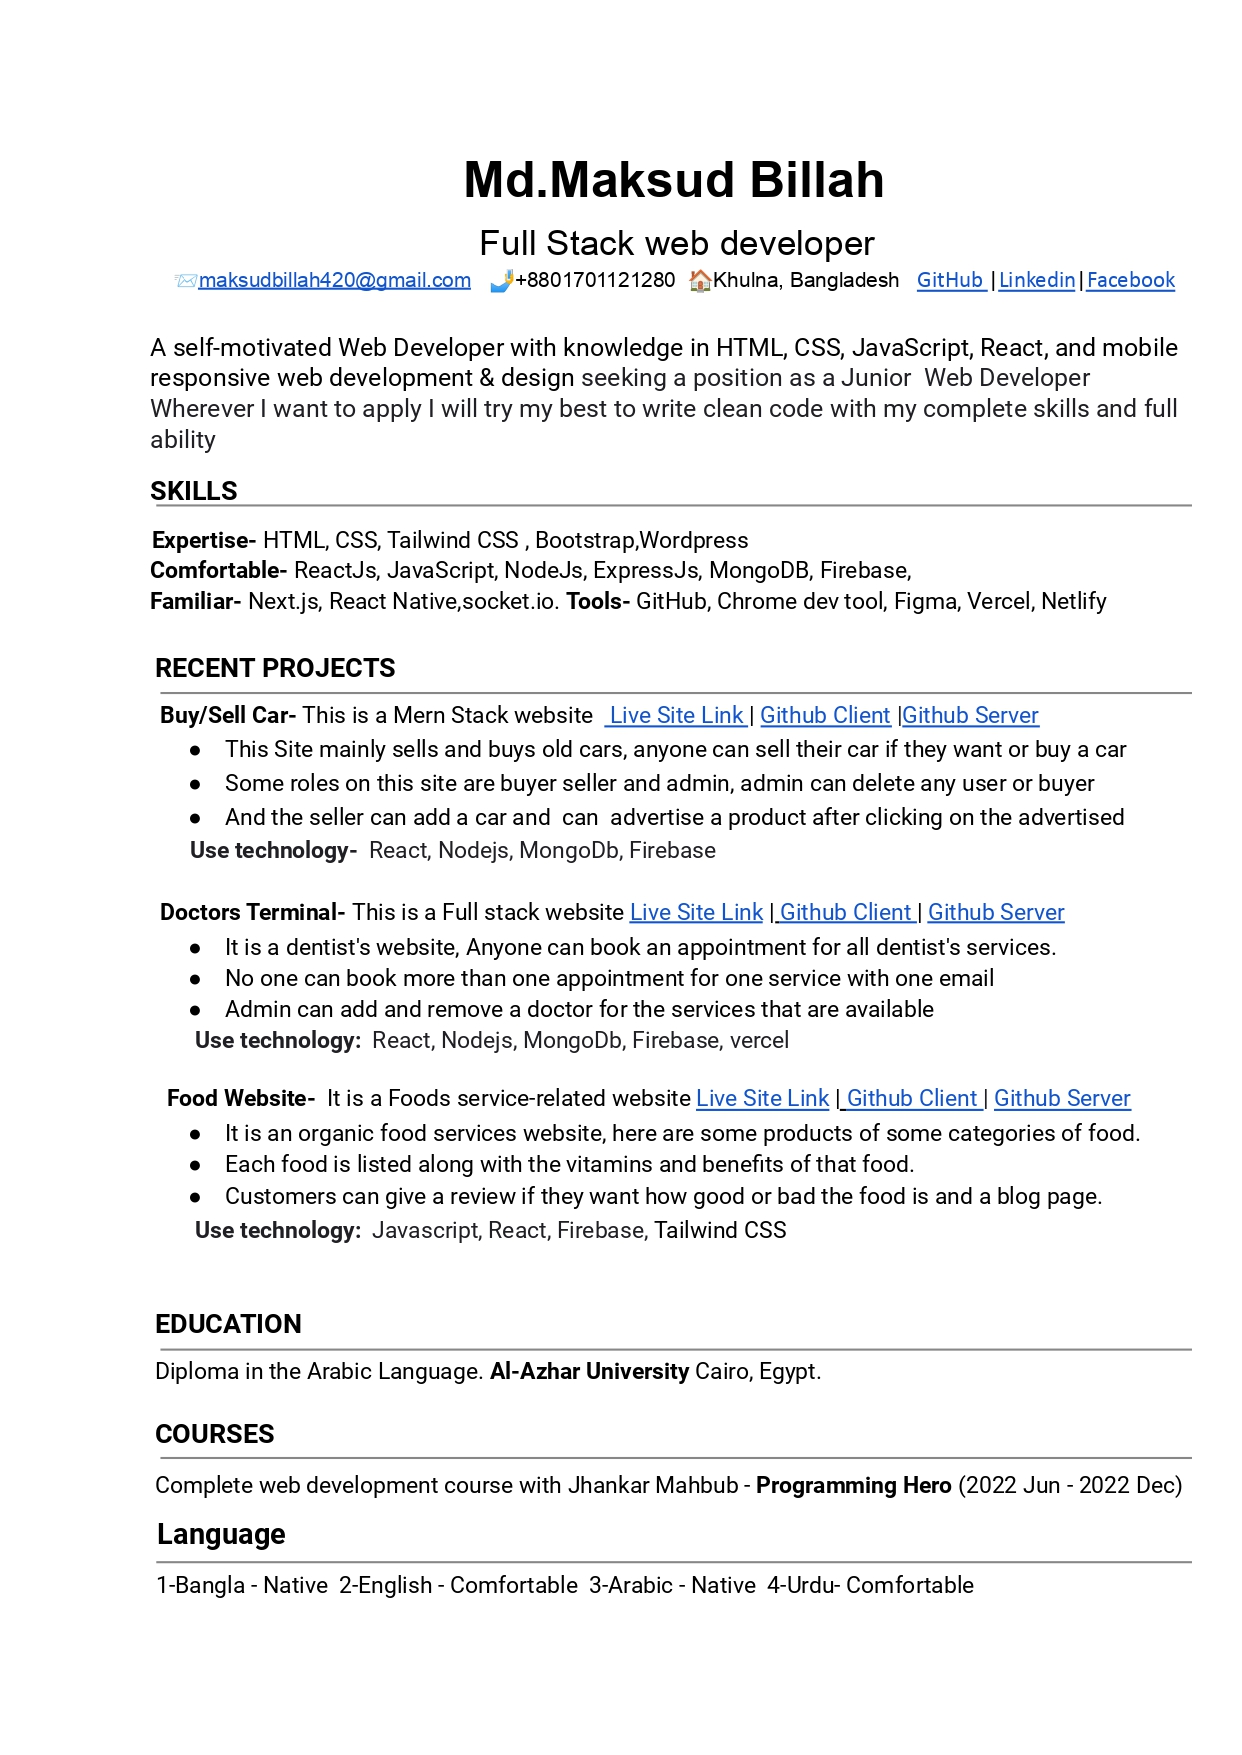 Md.Maksud Billah
Full Stack web developer
📨maksudbillah420@gmail.com 🤳+8801701121280 🏠Khulna, Bangladesh GitHub | Linkedin | Facebook
A self-motivated Web Developer with knowledge in HTML, CSS, JavaScript, React, and mobile
responsive web development & design seeking a position as a Junior Web Developer
Wherever I want to apply I will try my best to write clean code with my complete skills and full
ability
SKILLS
Expertise- HTML, CSS, Tailwind CSS , Bootstrap,Wordpress
Comfortable- ReactJs, JavaScript, NodeJs, ExpressJs, MongoDB, Firebase,
Familiar- Next.js, React Native,socket.io. Tools- GitHub, Chrome dev tool, Figma, Vercel, Netlify
RECENT PROJECTS
Buy/Sell Car- This is a Mern Stack website Live Site Link | Github Client |Github Server
● This Site mainly sells and buys old cars, anyone can sell their car if they want or buy a car
● Some roles on this site are buyer seller and admin, admin can delete any user or buyer
● And the seller can add a car and can advertise a product after clicking on the advertised
Use technology- React, Nodejs, MongoDb, Firebase
Doctors Terminal- This is a Full stack website Live Site Link | Github Client | Github Server
● It is a dentist's website, Anyone can book an appointment for all dentist's services.
● No one can book more than one appointment for one service with one email
● Admin can add and remove a doctor for the services that are available
Use technology: React, Nodejs, MongoDb, Firebase, vercel
Food Website- It is a Foods service-related website Live Site Link | Github Client | Github Server
● It is an organic food services website, here are some products of some categories of food.
● Each food is listed along with the vitamins and benefits of that food.
● Customers can give a review if they want how good or bad the food is and a blog page.
Use technology: Javascript, React, Firebase, Tailwind CSS
EDUCATION
Diploma in the Arabic Language. Al-Azhar University Cairo, Egypt.
COURSES
Complete web development course with Jhankar Mahbub - Programming Hero (2022 Jun - 2022 Dec)
Language
1-Bangla - Native 2-English - Comfortable 3-Arabic - Native 4-Urdu- Comfortable